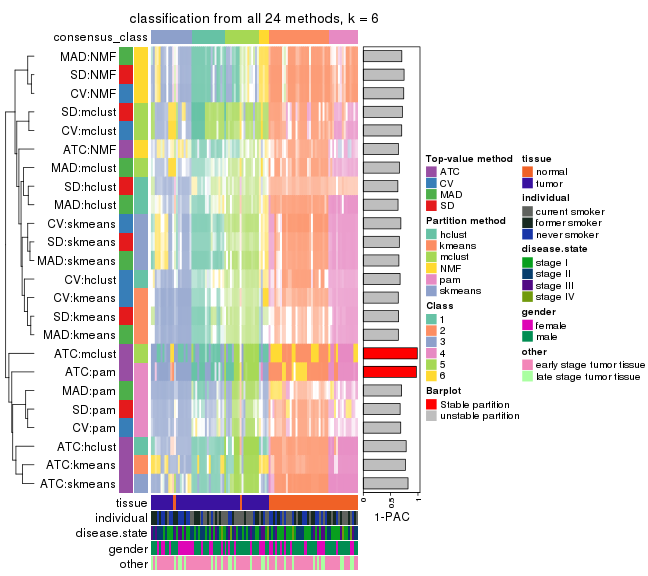 classification from all 24 methods, k = 6
consensus_class
MAD:NMF
SD:NMF
CV:NMF
SD:mclust
CV:mclust
ATC:NMF
MAD:mclust
SD:hclust
MAD:hclust
CV:skmeans
SD:skmeans
MAD:skmeans
CV:hclust
CV:kmeans
SD:kmeans
MAD:kmeans
ATC:mclust
ATC:pam
MAD:pam
SD:pam
CV:pam
ATC:hclust
ATC:kmeans
ATC:skmeans
tissue
individual
disease.state
gender
other
0
0.5
1
1-PAC
Top-value method
ATC
CV
MAD
SD
Partition method
hclust
kmeans
mclust
NMF
pam
skmeans
Class
1
2
3
4
5
6
Barplot
Stable partition
unstable partition
tissue
normal
tumor
individual
current smoker
former smoker
never smoker
disease.state
stage I
stage II
stage III
stage IV
gender
female
male
other
early stage tumor tissue
late stage tumor tissue